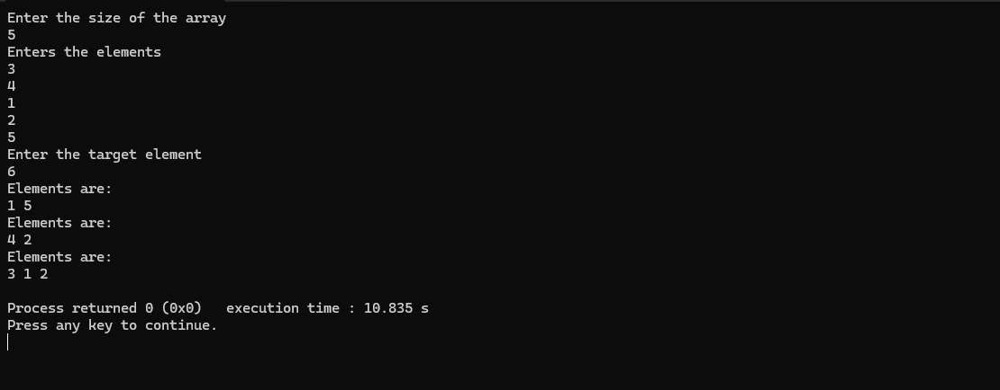 Enter the size of the array
5
Enters the elements
3
4
1
2
5
Enter the target element
6
Elements are:
1 5
Elements are:
4 2
Elements are:
3 1 2
Process returned 0 (0x0)   execution time : 10.835 s
Press any key to continue.